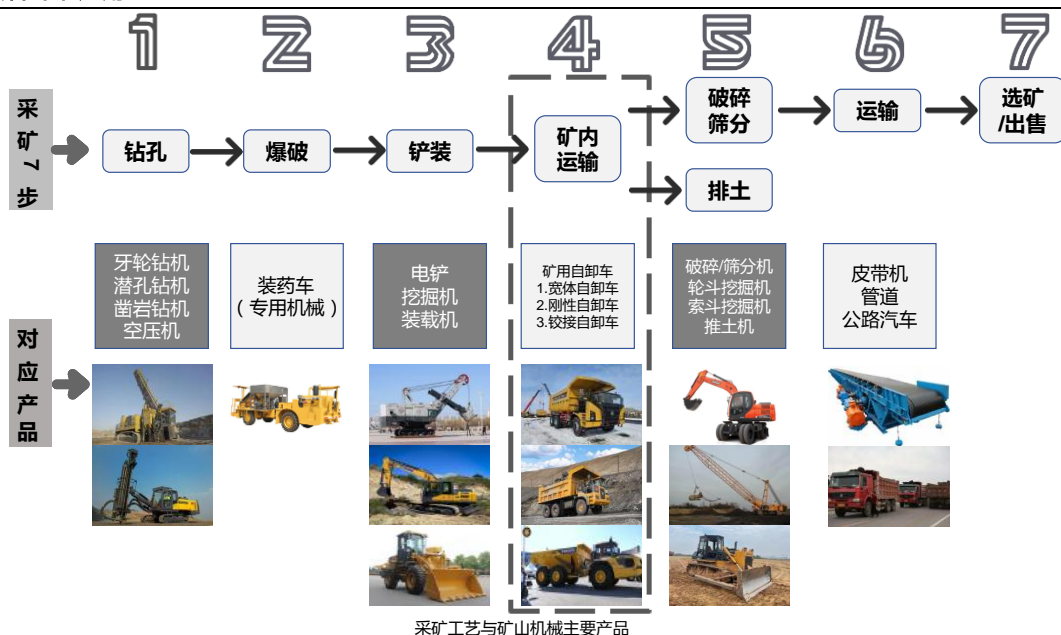 1 2 3 4 5 6 7
采矿7步
钻孔
爆破
铲装
矿内
运输
破碎
筛分
排土
运输
选矿
/出售
对应产品
牙轮钻机
潜孔钻机
凿岩钻机
空压机
装药车
（专用机械）
电铲
挖掘机
装载机
矿用自卸车
1.宽体自卸车
2.刚性自卸车
3.铰接自卸车
破碎/筛分机
轮斗挖掘机
索斗挖掘机
推土机
皮带机
管道
公路汽车
采矿工艺与矿山机械主要产品